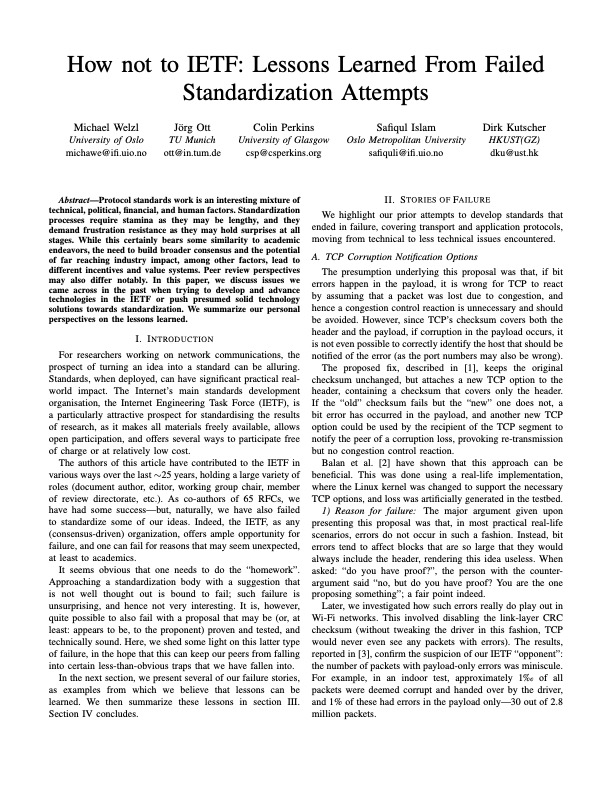 How not to IETF: Lessons Learned From Failed
Standardization Attempts
Michael Welzl
University of Oslo
michawe@ifi.uio.no
Jörg Ott
TU Munich
ott@in.tum.de
Colin Perkins
University of Glasgow
csp@csperkins.org
Safiqul Islam
Oslo Metropolitan University
safiquli@ifi.uio.no
Dirk Kutscher
HKUST(GZ)
dku@ust.hk
Abstract—Protocol standards work is an interesting mixture of
technical, political, financial, and human factors. Standardization
processes require stamina as they may be lengthy, and they
demand frustration resistance as they may hold surprises at all
stages. While this certainly bears some similarity to academic
endeavors, the need to build broader consensus and the potential
of far reaching industry impact, among other factors, lead to
different incentives and value systems. Peer review perspectives
may also differ notably. In this paper, we discuss issues we
came across in the past when trying to develop and advance
technologies in the IETF or push presumed solid technology
solutions towards standardization. We summarize our personal
perspectives on the lessons learned.
I. INTRODUCTION
For researchers working on network communications, the
prospect of turning an idea into a standard can be alluring.
Standards, when deployed, can have significant practical real-
world impact. The Internet's main standards development
organisation, the Internet Engineering Task Force (IETF), is
a particularly attractive prospect for standardising the results
of research, as it makes all materials freely available, allows
open participation, and offers several ways to participate free
of charge or at relatively low cost.
The authors of this article have contributed to the IETF in
various ways over the last ∼25 years, holding a large variety of
roles (document author, editor, working group chair, member
of review directorate, etc.). As co-authors of 65 RFCs, we
have had some success—but, naturally, we have also failed
to standardize some of our ideas. Indeed, the IETF, as any
(consensus-driven) organization, offers ample opportunity for
failure, and one can fail for reasons that may seem unexpected,
at least to academics.
It seems obvious that one needs to do the “homework”.
Approaching a standardization body with a suggestion that
is not well thought out is bound to fail; such failure is
unsurprising, and hence not very interesting. It is, however,
quite possible to also fail with a proposal that may be (or, at
least: appears to be, to the proponent) proven and tested, and
technically sound. Here, we shed some light on this latter type
of failure, in the hope that this can keep our peers from falling
into certain less-than-obvious traps that we have fallen into.
In the next section, we present several of our failure stories,
as examples from which we believe that lessons can be
learned. We then summarize these lessons in section III.
Section IV concludes.
II. STORIES OF FAILURE
We highlight our prior attempts to develop standards that
ended in failure, covering transport and application protocols,
moving from technical to less technical issues encountered.
A. TCP Corruption Notification Options
The presumption underlying this proposal was that, if bit
errors happen in the payload, it is wrong for TCP to react
by assuming that a packet was lost due to congestion, and
hence a congestion control reaction is unnecessary and should
be avoided. However, since TCP's checksum covers both the
header and the payload, if corruption in the payload occurs, it
is not even possible to correctly identify the host that should be
notified of the error (as the port numbers may also be wrong).
The proposed fix, described in [1], keeps the original
checksum unchanged, but attaches a new TCP option to the
header, containing a checksum that covers only the header.
If the “old” checksum fails but the “new” one does not, a
bit error has occurred in the payload, and another new TCP
option could be used by the recipient of the TCP segment to
notify the peer of a corruption loss, provoking re-transmission
but no congestion control reaction.
Balan et al. [2] have shown that this approach can be
beneficial. This was done using a real-life implementation,
where the Linux kernel was changed to support the necessary
TCP options, and loss was artificially generated in the testbed.
1) Reason for failure: The major argument given upon
presenting this proposal was that, in most practical real-life
scenarios, errors do not occur in such a fashion. Instead, bit
errors tend to affect blocks that are so large that they would
always include the header, rendering this idea useless. When
asked: “do you have proof?”, the person with the counter-
argument said “no, but do you have proof? You are the one
proposing something”; a fair point indeed.
Later, we investigated how such errors really do play out in
Wi-Fi networks. This involved disabling the link-layer CRC
checksum (without tweaking the driver in this fashion, TCP
would never even see any packets with errors). The results,
reported in [3], confirm the suspicion of our IETF “opponent”:
the number of packets with payload-only errors was miniscule.
For example, in an indoor test, approximately 1‰ of all
packets were deemed corrupt and handed over by the driver,
and 1% of these had errors in the payload only—30 out of 2.8
million packets.